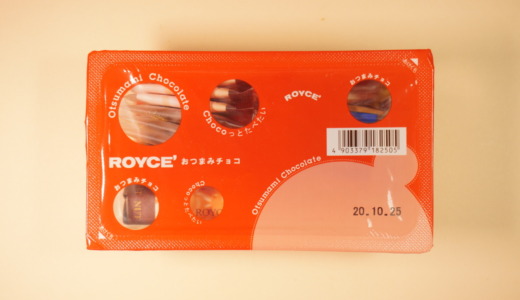 Otsumami Chocolate
Chocoっとたべたい
ROYCE'
おつまみチョコ
4 903379 182505
ROYCE' おつまみチョコ
おつまみチョコ
Chocoっとたべたい
ROY
Otsumami Chocolate
20.10.25